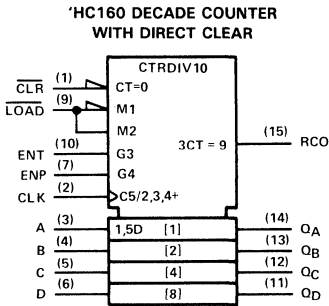 'HC160 DECADE COUNTER
WITH DIRECT CLEAR
CTRDIV10
CLR (1) CT=0
LOAD (9) M1
M2
ENT (10) G3 3CT = 9 (15) RCO
ENP (7) G4
CLK (2) C5/2,3,4+
A (3) 1,5D [1] (14) QA
B (4) [2] (13) QB
C (5) [4] (12) QC
D (6) [8] (11) QD